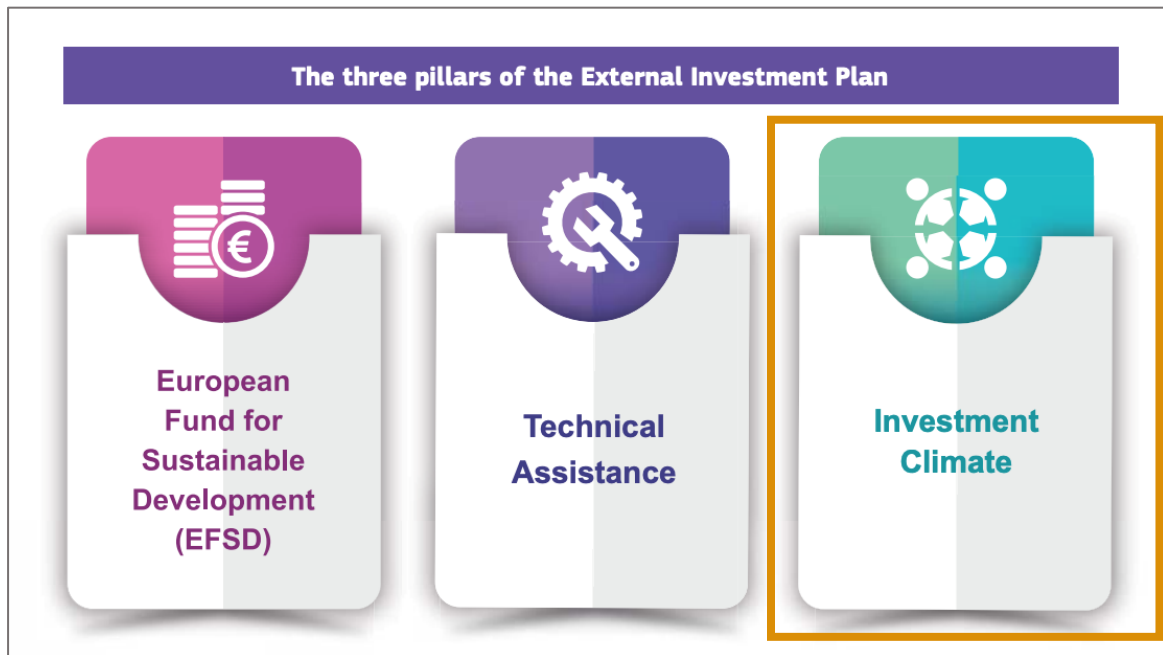 The three pillars of the External Investment Plan
€
European
Fund for
Sustainable
Development
(EFSD)
Technical
Assistance
Investment
Climate